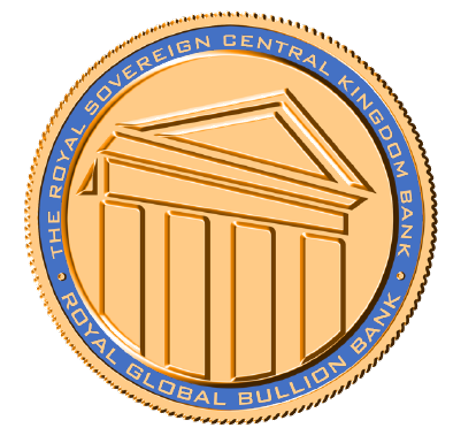 THE ROYAL SOVEREIGN CENTRAL KINGDOM BANK
ROYAL GLOBAL BULLION BANK